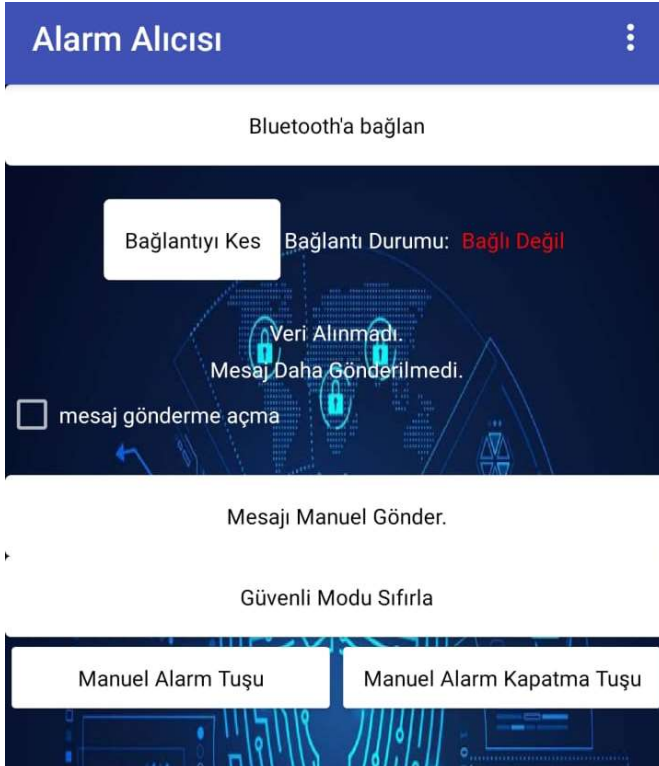 Alarm Alıcısı
Bluetooth'a bağlan
Bağlantıyı Kes Bağlantı Durumu: Bağlı Değil
Veri Alınmadı.
Mesaj Daha Gönderilmedi.
mesaj gönderme açma
Mesajı Manuel Gönder.
Güvenli Modu Sıfırla
Manuel Alarm Tuşu Manuel Alarm Kapatma Tuşu